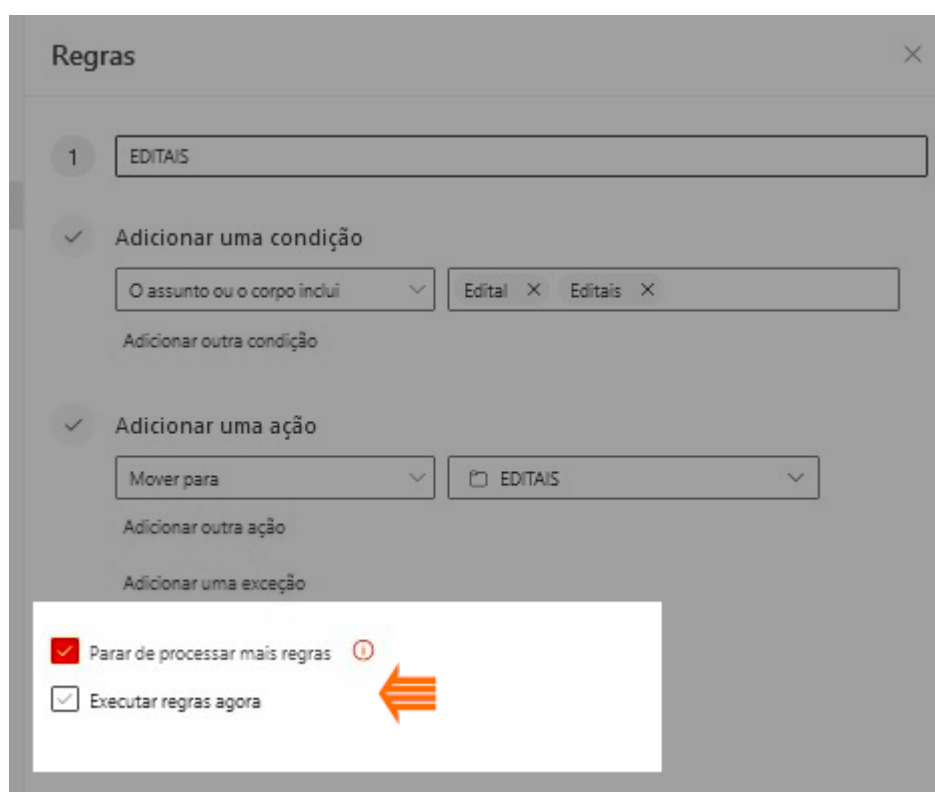 Regras
1
EDITAIS
Adicionar uma condição
O assunto ou o corpo inclui
Edital Editais
Adicionar outra condição
Adicionar uma ação
Mover para
EDITAIS
Adicionar outra ação
Adicionar uma exceção
Parar de processar mais regras
Executar regras agora